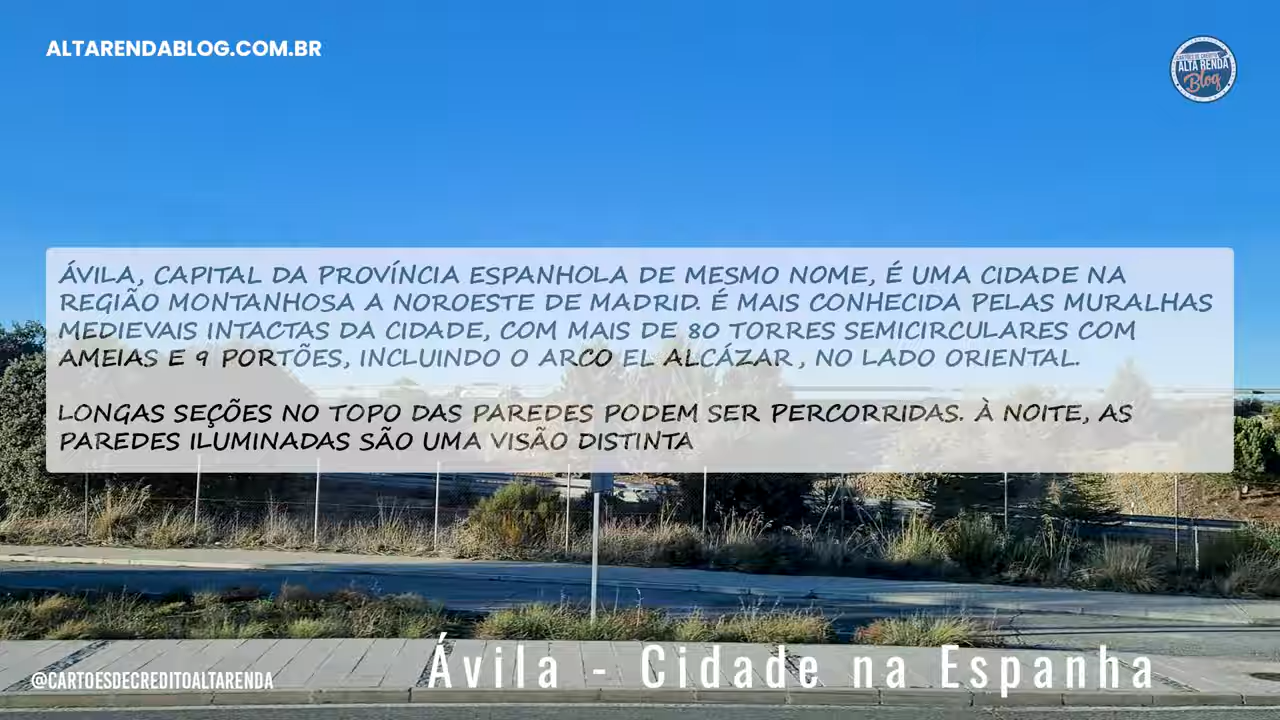 ALTARENDABLOG.COM.BR
CARTÕES DE CRÉDITO
ALTA RENDA
Blog
ÁVILA, CAPITAL DA PROVÍNCIA ESPANHOLA DE MESMO NOME, É UMA CIDADE NA
REGIÃO MONTANHOSA A NOROESTE DE MADRID. É MAIS CONHECIDA PELAS MURALHAS
MEDIEVAIS INTACTAS DA CIDADE, COM MAIS DE 80 TORRES SEMICIRCULARES COM
AMEIAS E 9 PORTÕES, INCLUINDO O ARCO EL ALCÁZAR , NO LADO ORIENTAL.
LONGAS SEÇÕES NO TOPO DAS PAREDES PODEM SER PERCORRIDAS. À NOITE, AS
PAREDES ILUMINADAS SÃO UMA VISÃO DISTINTA
Ávila - Cidade na Espanha
@CARTOESDECREDITOALTARENDA